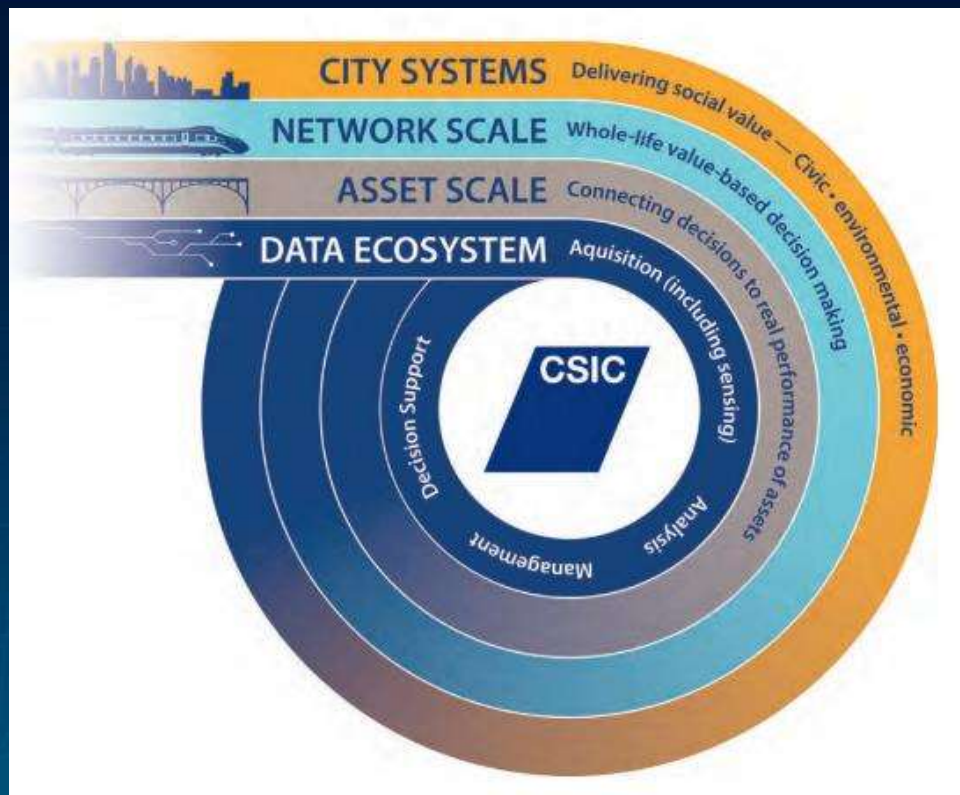 CITY SYSTEMS Delivering social value — Civic • environmental • economic
NETWORK SCALE Whole-life value-based decision making
ASSET SCALE Connecting decisions to real performance of assets
DATA ECOSYSTEM Aquisition (including sensing)
Analysis
Management
Decision Support
CSIC